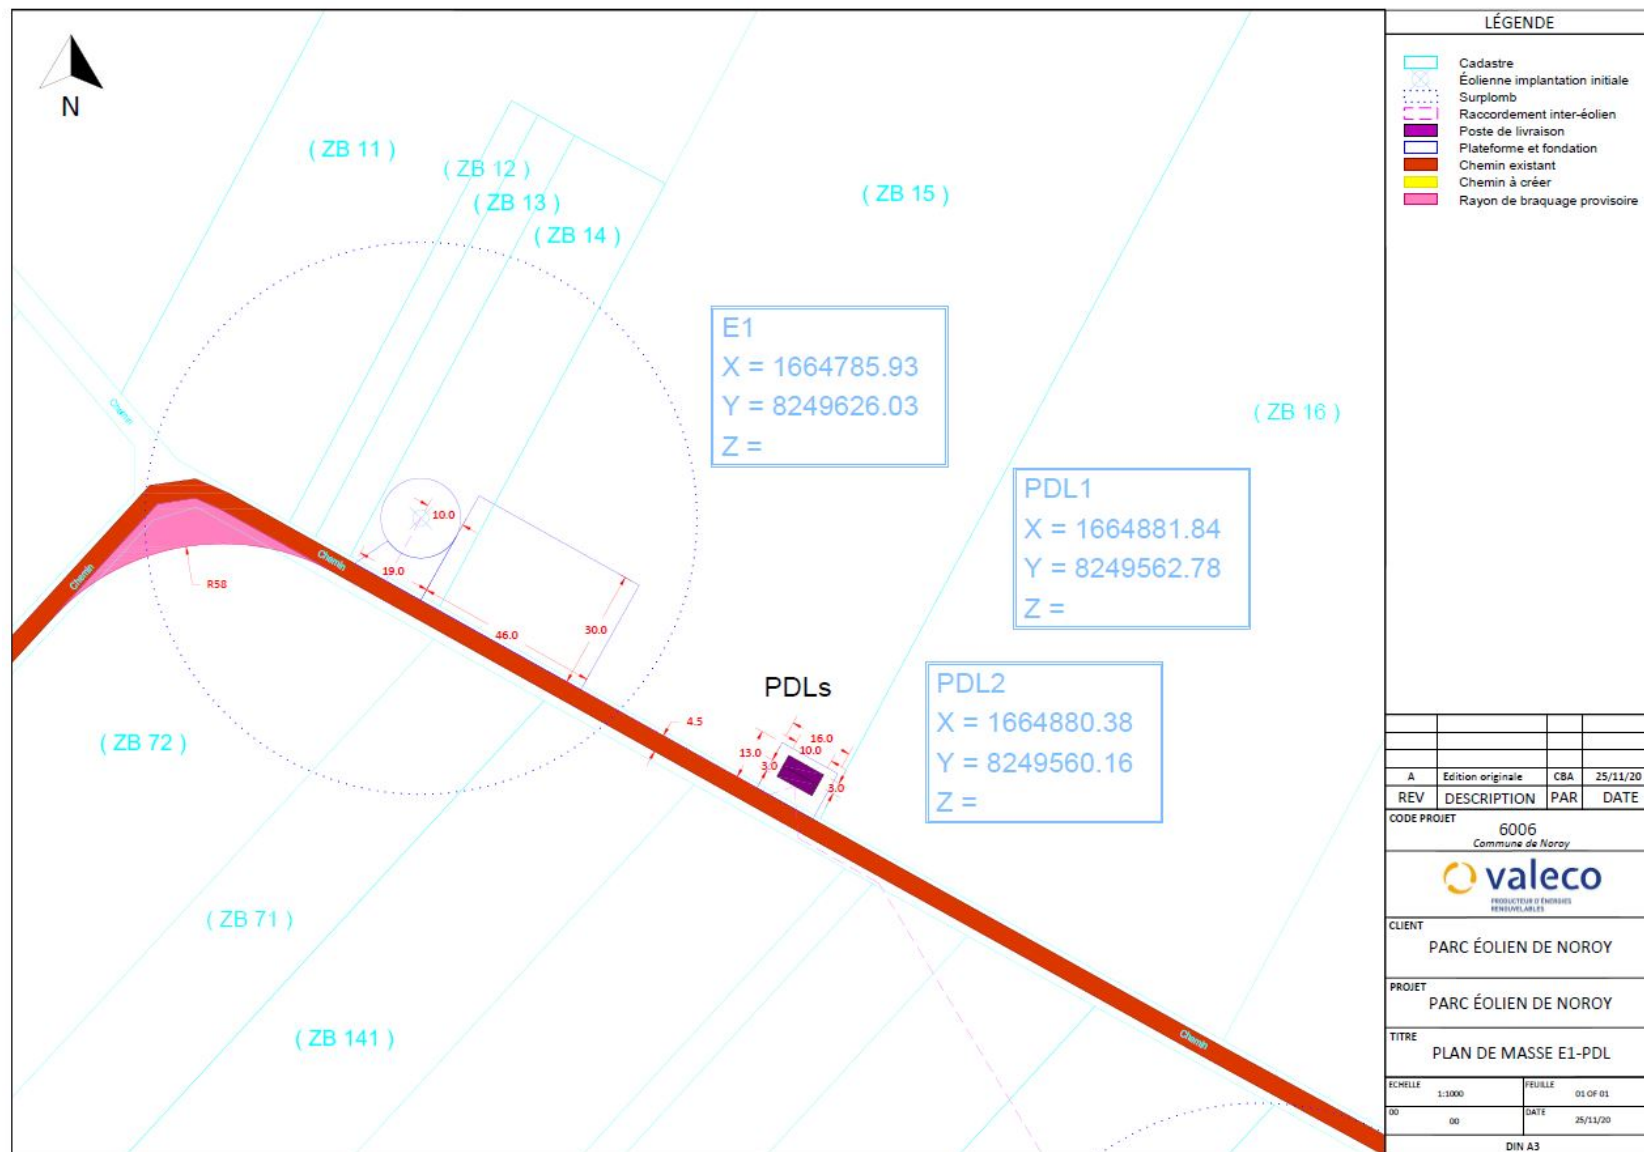 N
( ZB 11 )
( ZB 12 )
( ZB 13 )
( ZB 14 )
( ZB 15 )
( ZB 16 )
E1
X = 1664785.93
Y = 8249626.03
Z =
PDL1
X = 1664881.84
Y = 8249562.78
Z =
PDL2
X = 1664880.38
Y = 8249560.16
Z =
Chemin
Chemin
Chemin
Chemin
R58
10.0
19.0
46.0
30.0
4.5
PDLs
16.0
10.0
13.0
3.0
3.0
( ZB 72 )
( ZB 71 )
( ZB 141 )
LÉGENDE
Cadastre
Éolienne implantation initiale
Surplomb
Raccordement inter-éolien
Poste de livraison
Plateforme et fondation
Chemin existant
Chemin à créer
Rayon de braquage provisoire
A Edition originale CBA 25/11/20
REV DESCRIPTION PAR DATE
CODE PROJET
6006
Commune de Noroy
valeco
PRODUCTEUR D'ÉNERGIES
RENOUVELABLES
CLIENT
PARC ÉOLIEN DE NOROY
PROJET
PARC ÉOLIEN DE NOROY
TITRE
PLAN DE MASSE E1-PDL
ECHELLE 1:1000 FEUILLE 01 OF 01
00 00 DATE 25/11/20
DIN A3